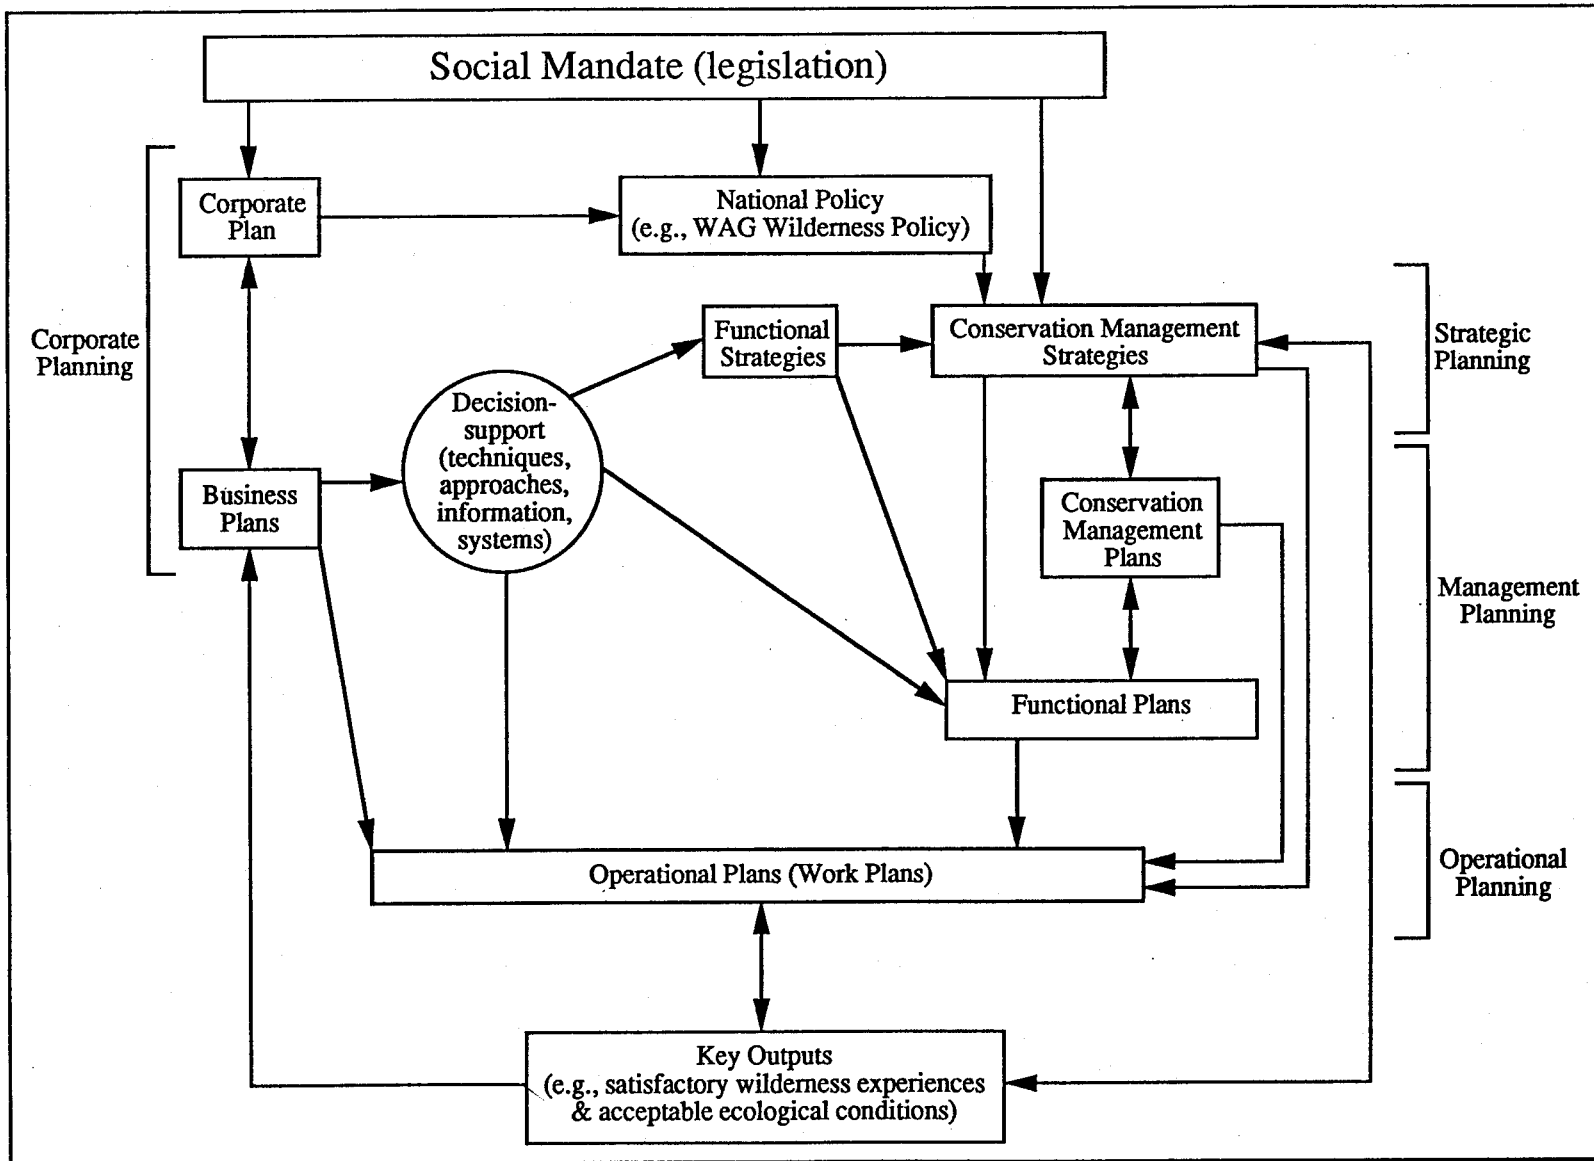 Social Mandate (legislation)
Corporate
Plan
National Policy
(e.g., WAG Wilderness Policy)
Corporate
Planning
Functional
Strategies
Conservation Management
Strategies
Strategic
Planning
Decision-
support
(techniques,
approaches,
information,
systems)
Business
Plans
Conservation
Management
Plans
Management
Planning
Functional Plans
Operational Plans (Work Plans)
Operational
Planning
Key Outputs
(e.g., satisfactory wilderness experiences
& acceptable ecological conditions)